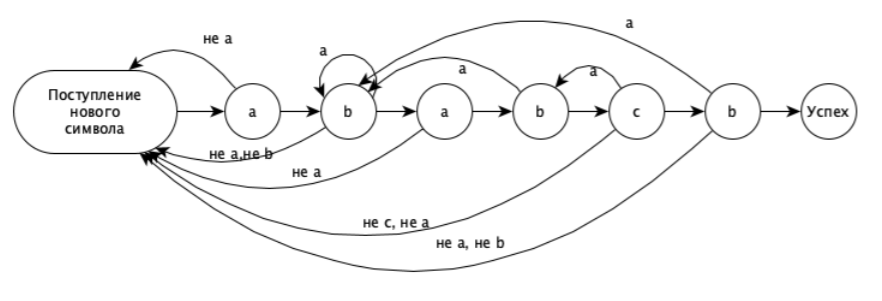 не a
a
a
a
a
Поступление
нового
символа
a
b
a
b
c
b
Успех
не a,не b
не a
не c, не a
не a, не b